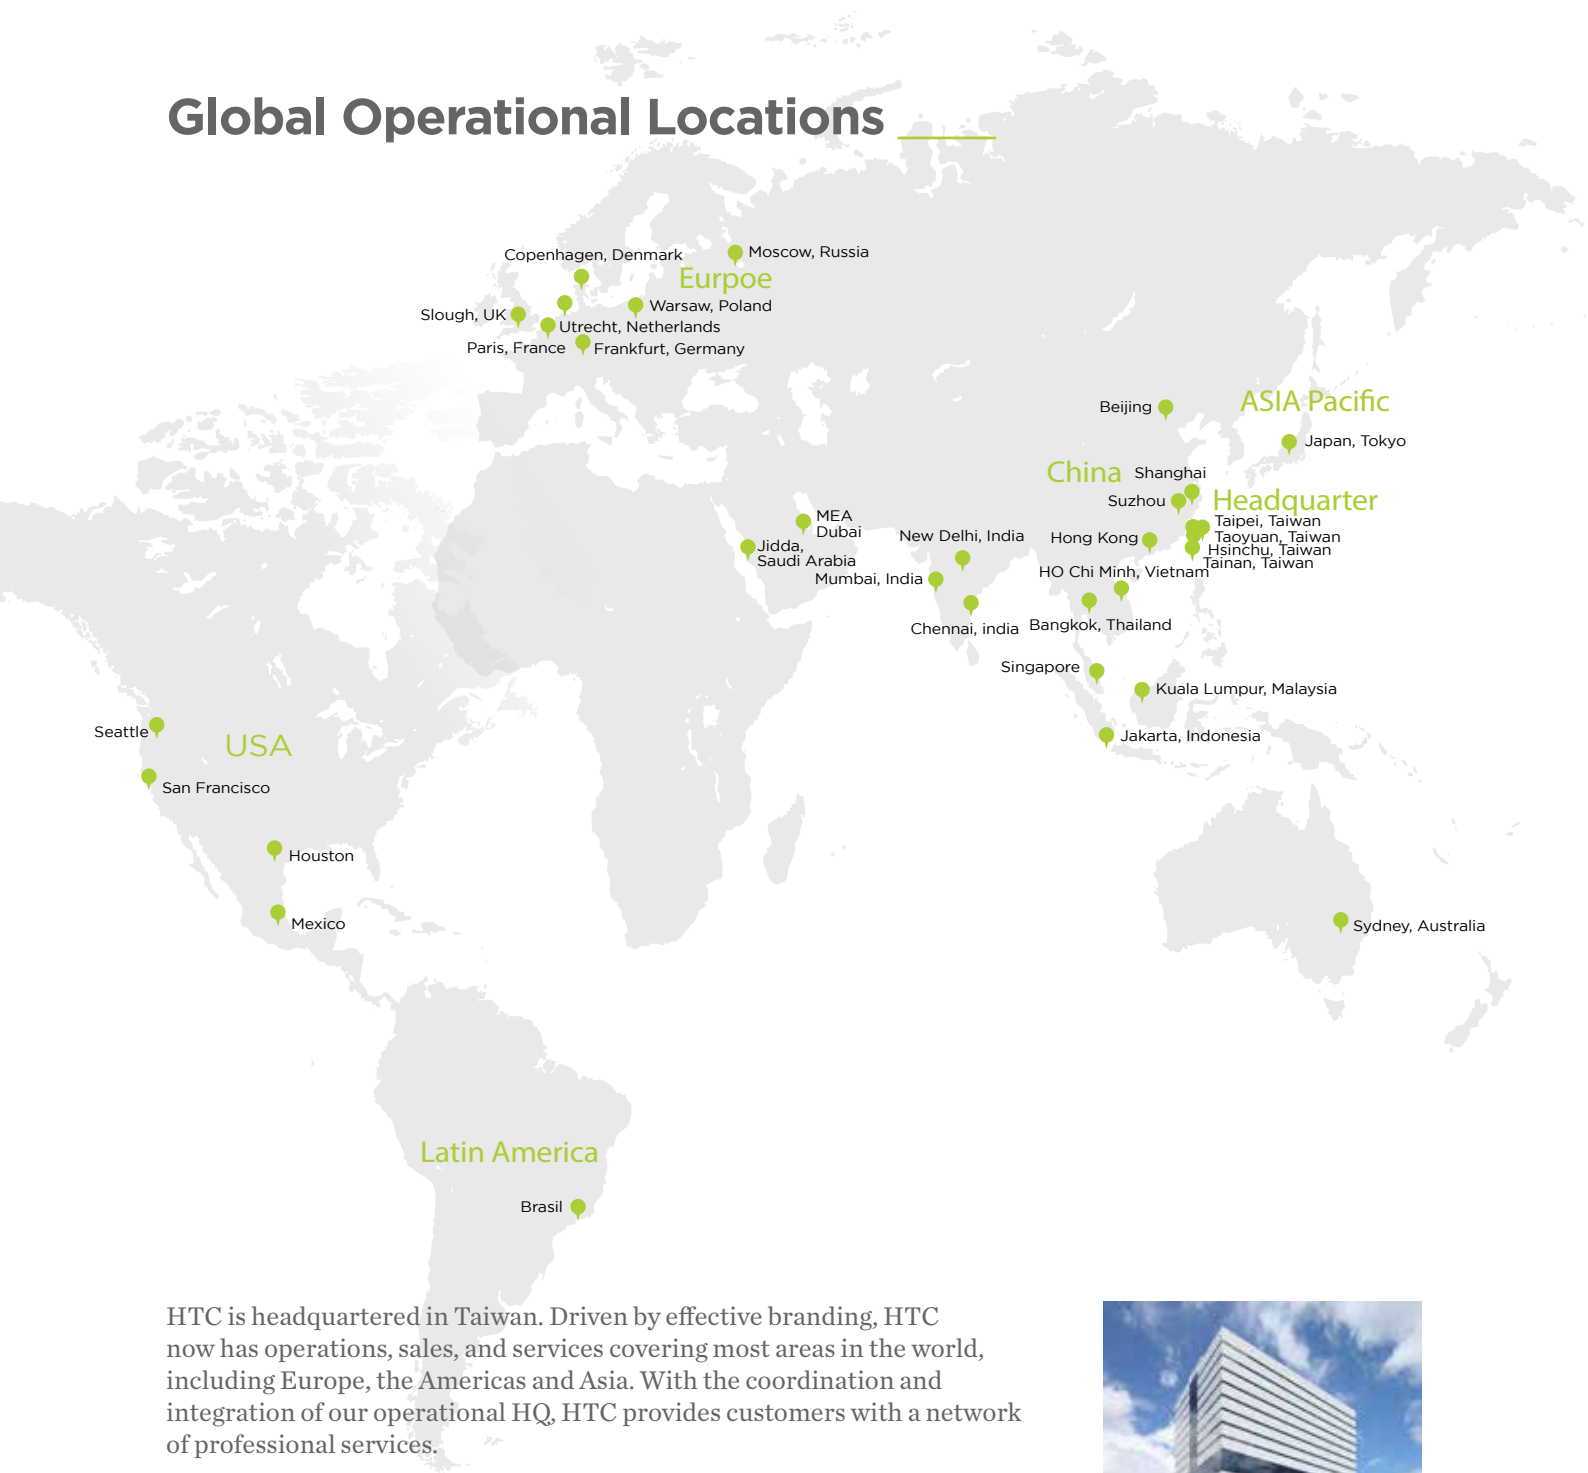 Global Operational Locations
Copenhagen, Denmark
Moscow, Russia
Eurpoe
Warsaw, Poland
Slough, UK
Utrecht, Netherlands
Paris, France
Frankfurt, Germany
Beijing
ASIA Pacific
Japan, Tokyo
China
Shanghai
Suzhou
Headquarter
Taipei, Taiwan
Taoyuan, Taiwan
Hsinchu, Taiwan
Tainan, Taiwan
Hong Kong
MEA
Dubai
Jidda,
Saudi Arabia
New Delhi, India
Mumbai, India
Chennai, india
HO Chi Minh, Vietnam
Bangkok, Thailand
Singapore
Kuala Lumpur, Malaysia
Jakarta, Indonesia
Seattle
USA
San Francisco
Houston
Mexico
Sydney, Australia
Latin America
Brasil
HTC is headquartered in Taiwan. Driven by effective branding, HTC
now has operations, sales, and services covering most areas in the world,
including Europe, the Americas and Asia. With the coordination and
integration of our operational HQ, HTC provides customers with a network
of professional services.